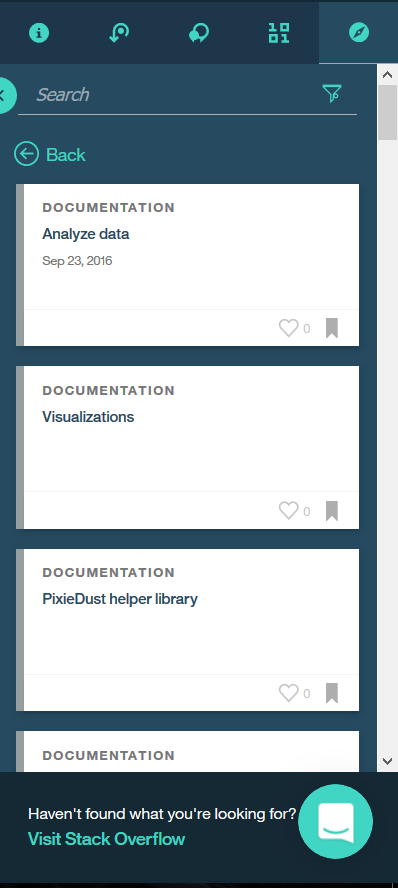 Search
Back
DOCUMENTATION
Analyze data
Sep 23, 2016
0
DOCUMENTATION
Visualizations
0
DOCUMENTATION
PixieDust helper library
0
DOCUMENTATION
Haven't found what you're looking for?
Visit Stack Overflow